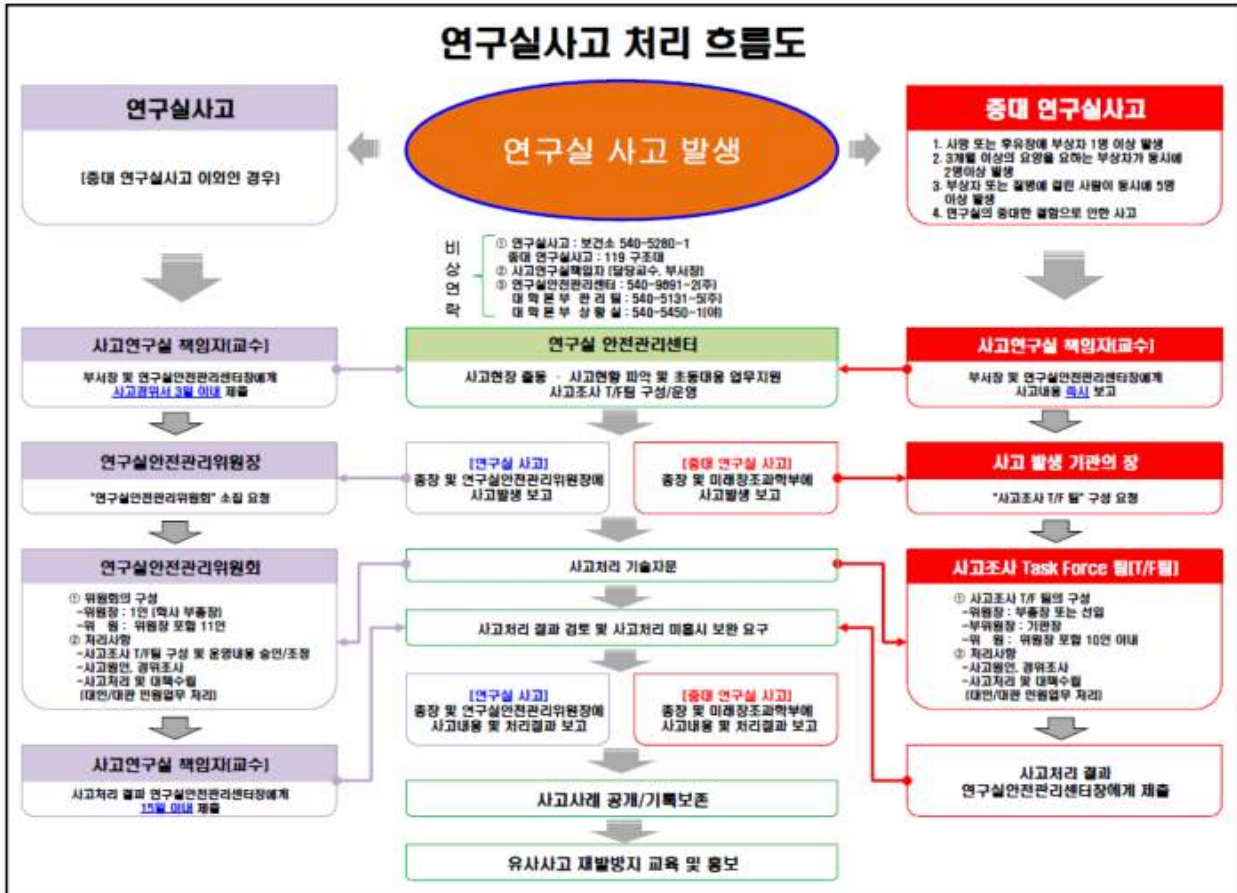 연구실사고 처리 흐름도
연구실사고
[중대 연구실사고 이외인 경우]
연구실 사고 발생
중대 연구실사고
1. 사망 또는 후유장애 부상자 1명 이상 발생
2. 3개월 이상의 요양을 요하는 부상자가 동시에
2명이상 발생
3. 부상자 또는 질병에 걸린 사람이 동시에 5명
이상 발생
4. 연구실의 중대한 결함으로 인한 사고
비상연락
① 연구실사고 : 보건소 540-5280-1
중대 연구실사고 : 119 구조대
② 사고연구실책임자 [담당교수, 부서장]
③ 연구실안전관리센터 : 540-9891-2[주]
대학본부 관리팀 : 540-5131-5[주]
대학본부 상황실 : 540-5450-1[야]
사고연구실 책임자[교수]
부서장 및 연구실안전관리센터장에게
사고경위서 3일 이내 제출
연구실 안전관리센터
사고현장 출동 - 사고현황 파악 및 초동대응 업무지원
사고조사 T/F팀 구성/운영
사고연구실 책임자[교수]
부서장 및 연구실안전관리센터장에게
사고내용 즉시 보고
연구실안전관리위원장
"연구실안전관리위원회" 소집 요청
[연구실 사고]
총장 및 연구실안전관리위원장에
사고발생 보고
[중대 연구실 사고]
총장 및 미래창조과학부에
사고발생 보고
사고 발생 기관의 장
"사고조사 T/F 팀" 구성 요청
연구실안전관리위원회
① 위원회의 구성
-위원장 : 1인 [학사 부총장]
-위 원 : 위원장 포함 11인
② 처리사항
-사고조사 T/F팀 구성 및 운영내용 승인/조정
-사고원인, 경위조사
-사고처리 및 대책수립
[대인/대관 민원업무 처리]
사고처리 기술자문
사고처리 결과 검토 및 사고처리 미흡시 보완 요구
사고조사 Task Force 팀[T/F팀]
① 사고조사 T/F 팀의 구성
-위원장 : 부총장 또는 선임
-부위원장 : 기관장
-위 원 : 위원장 포함 10인 이내
② 처리사항
-사고원인, 경위조사
-사고처리 및 대책수립
[대인/대관 민원업무 처리]
[연구실 사고]
총장 및 연구실안전관리위원장에
사고내용 및 처리결과 보고
[중대 연구실 사고]
총장 및 미래창조과학부에
사고내용 및 처리결과 보고
사고연구실 책임자[교수]
사고처리 결과 연구실안전관리센터장에게
15일 이내 제출
사고처리 결과
연구실안전관리센터장에게 제출
사고사례 공개/기록보존
유사사고 재발방지 교육 및 홍보